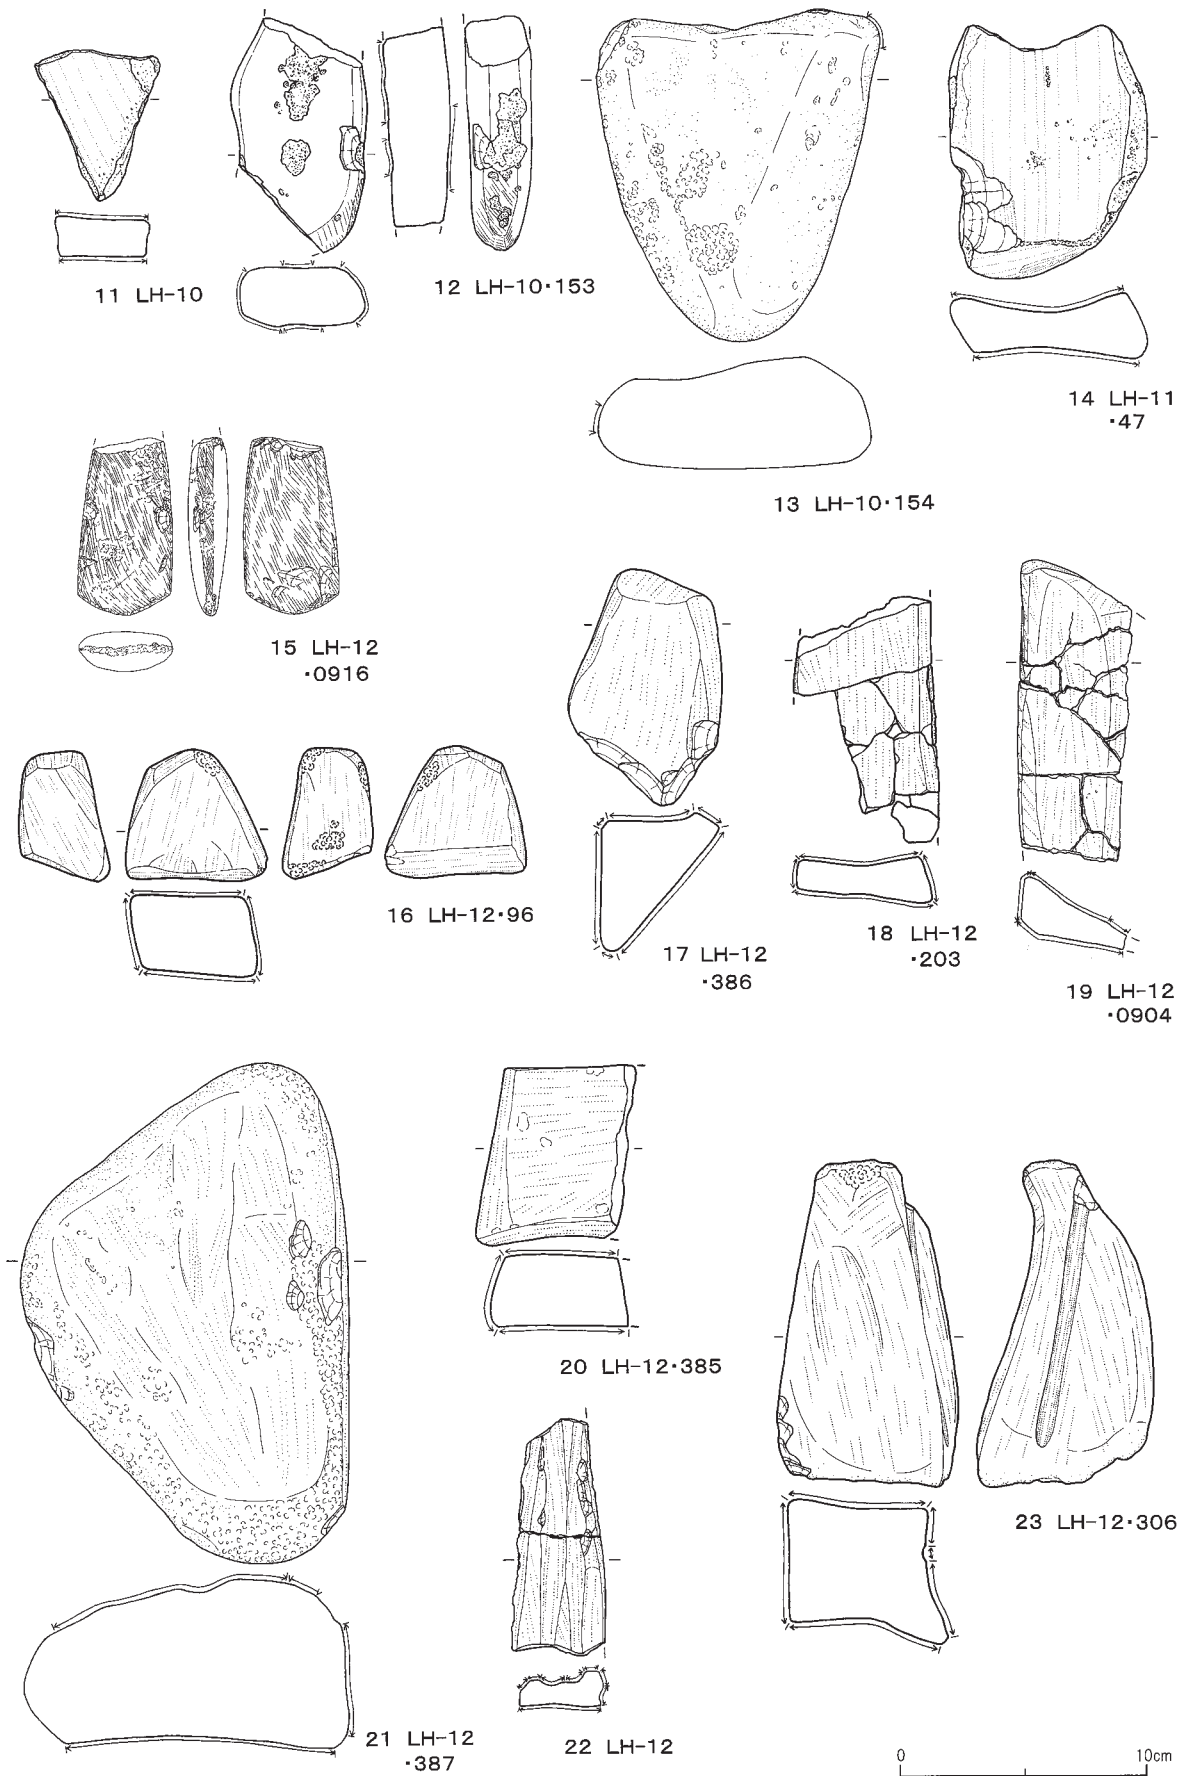 11 LH-10
12 LH-10·153
13 LH-10·154
14 LH-11
·47
15 LH-12
·0916
16 LH-12·96
17 LH-12
·386
18 LH-12
·203
19 LH-12
·0904
20 LH-12·385
21 LH-12
·387
22 LH-12
23 LH-12·306
0 10cm